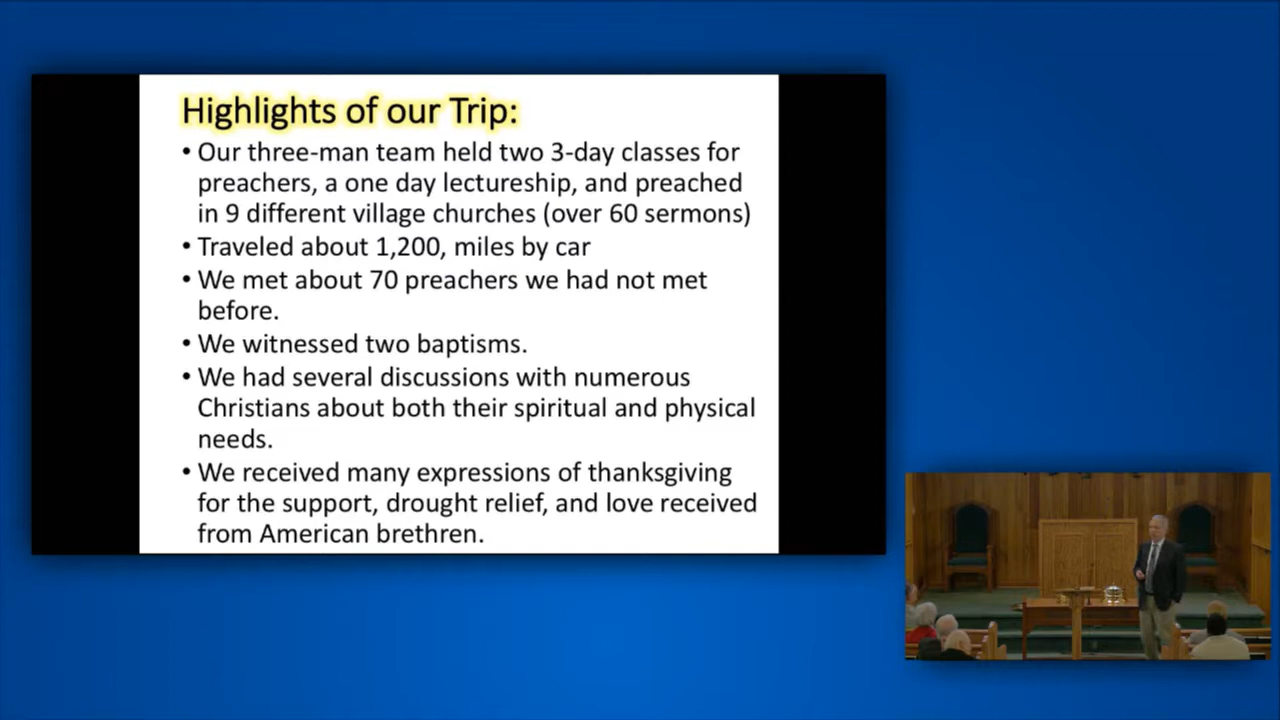 Highlights of our Trip:
• Our three-man team held two 3-day classes for
preachers, a one day lectureship, and preached
in 9 different village churches (over 60 sermons)
• Traveled about 1,200, miles by car
• We met about 70 preachers we had not met
before.
• We witnessed two baptisms.
• We had several discussions with numerous
Christians about both their spiritual and physical
needs.
• We received many expressions of thanksgiving
for the support, drought relief, and love received
from American brethren.